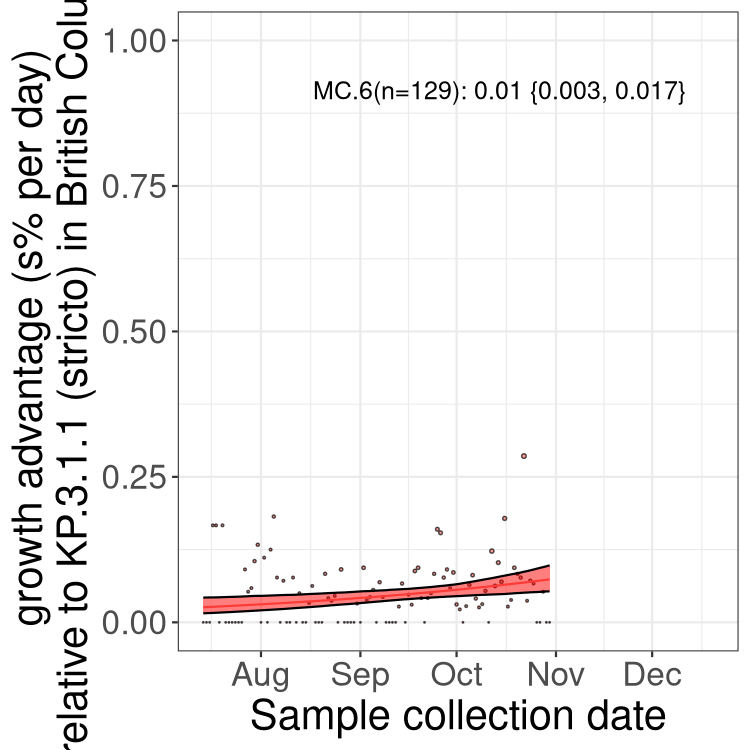 growth advantage (s% per day)
relative to KP.3.1.1 (stricto) in British Colu
1.00
0.75
0.50
0.25
0.00
MC.6(n=129): 0.01 {0.003, 0.017}
Aug Sep Oct Nov Dec
Sample collection date